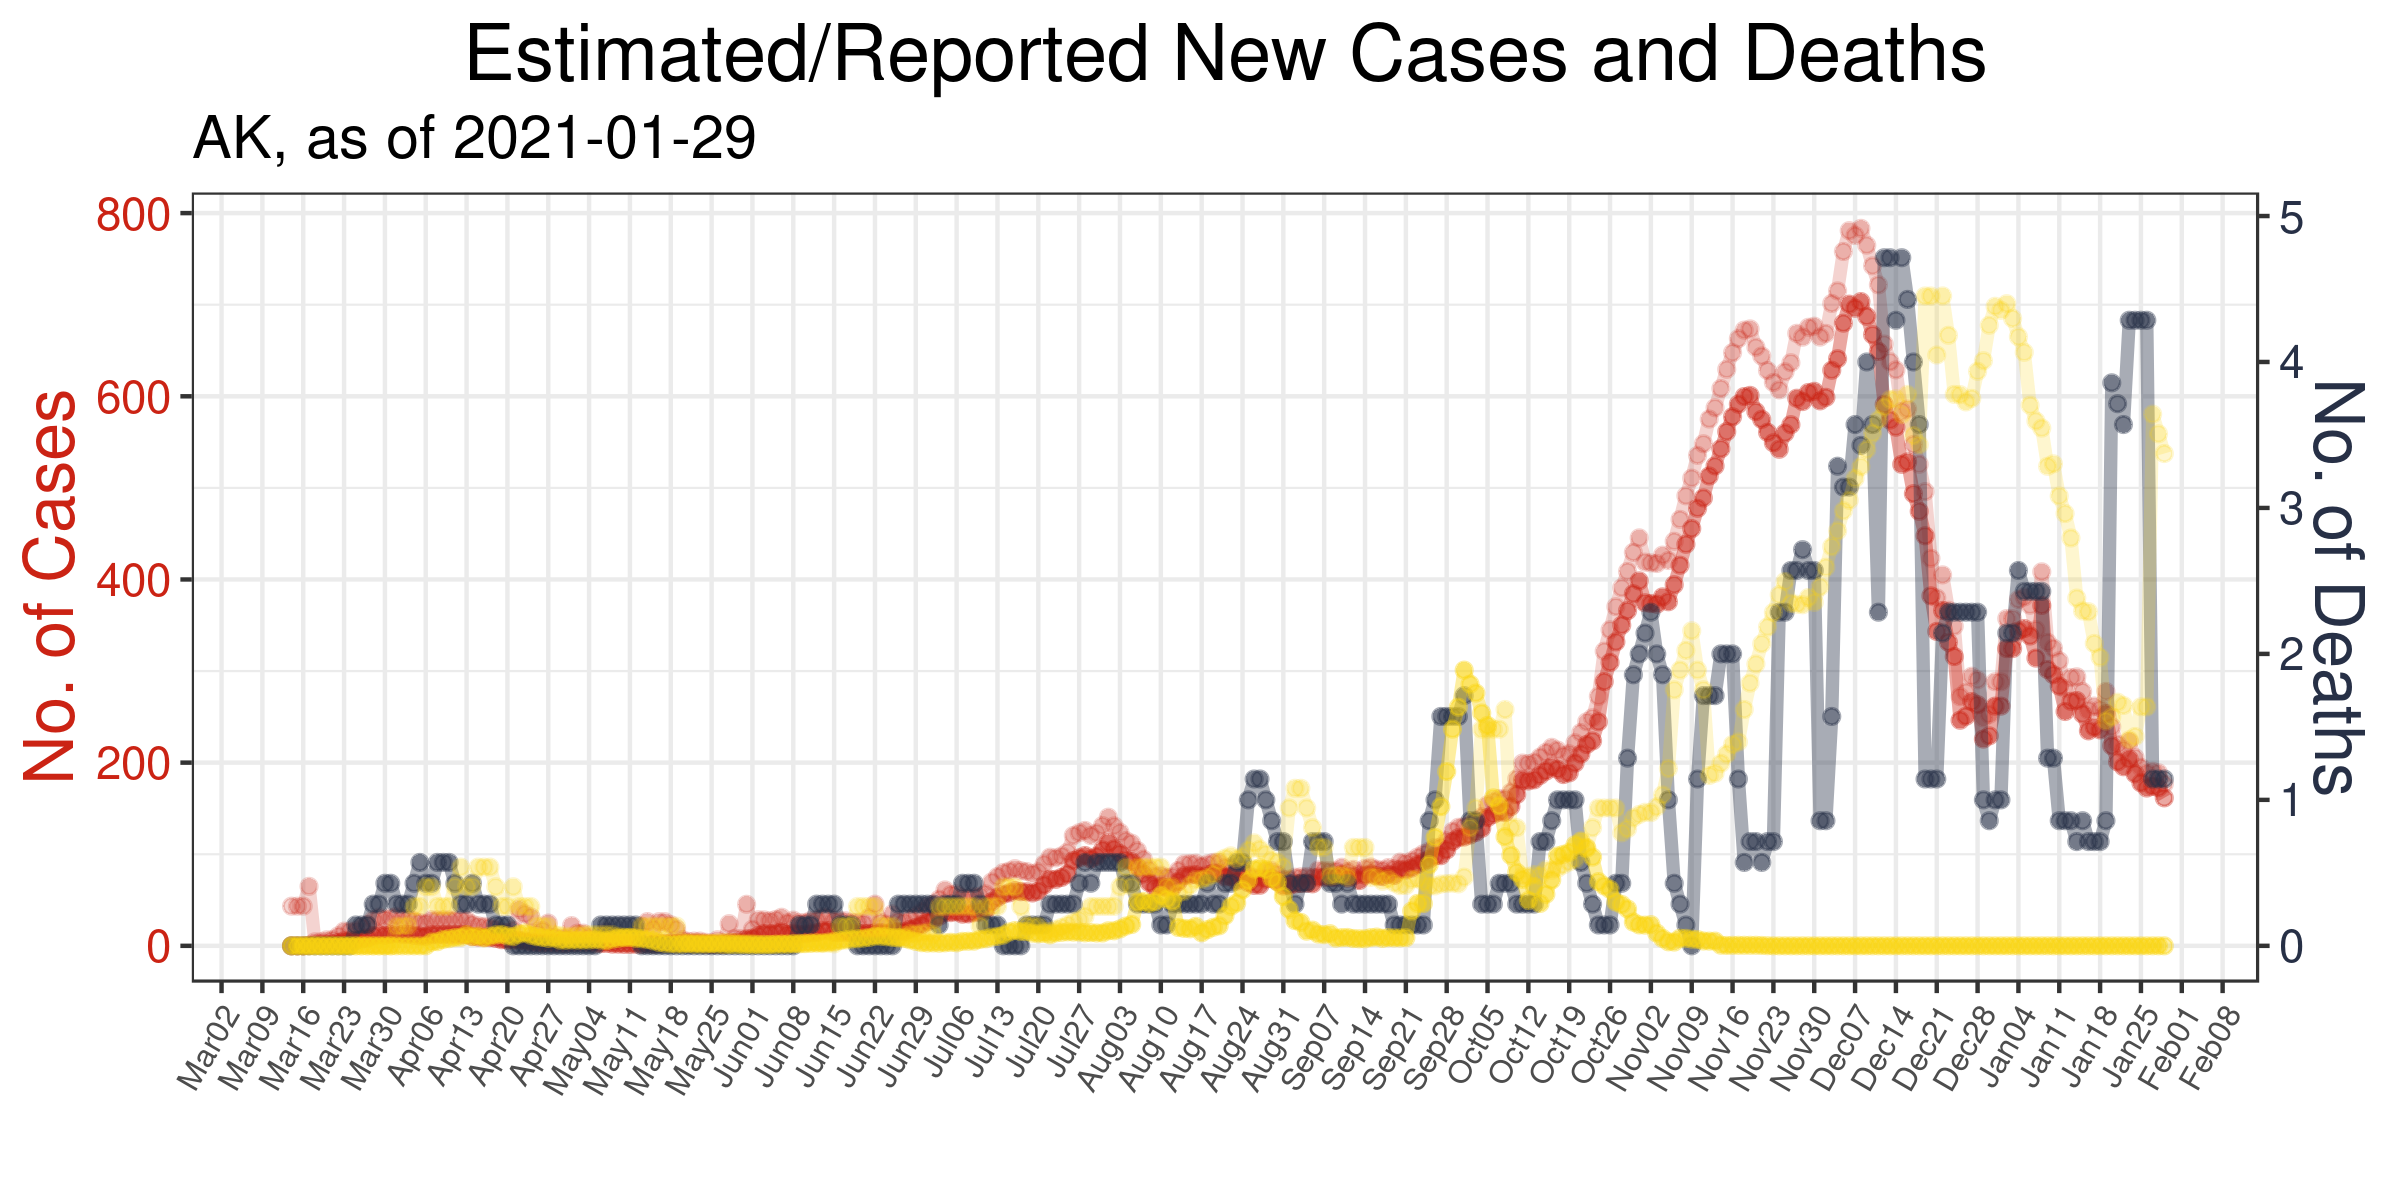 Estimated/Reported New Cases and Deaths
AK, as of 2021-01-29
No. of Cases
800
600
400
200
0
5
4
3
2
1
0
No. of Deaths
Mar02 Mar09 Mar16 Mar23 Mar30 Apr06 Apr13 Apr20 Apr27 May04 May11 May18 May25 Jun01 Jun08 Jun15 Jun22 Jun29 Jul06 Jul13 Jul20 Jul27 Aug03 Aug10 Aug17 Aug24 Aug31 Sep07 Sep14 Sep21 Sep28 Oct05 Oct12 Oct19 Oct26 Nov02 Nov09 Nov16 Nov23 Nov30 Dec07 Dec14 Dec21 Dec28 Jan04 Jan11 Jan18 Jan25 Feb01 Feb08